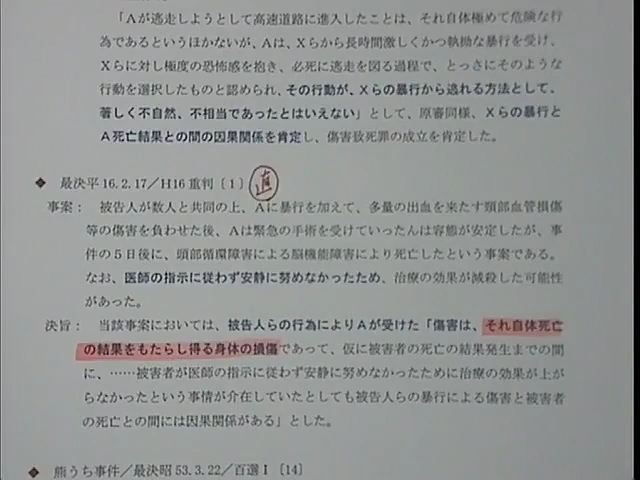 「Aが逃走しようとして高速道路に進入したことは、それ自体極めて危険な行
為であるというほかないが、Aは、Xらから長時間激しくかつ執拗な暴行を受け、
Xらに対し極度の恐怖感を抱き、必死に逃走を図る過程で、とっさにそのような
行動を選択したものと認められ、その行動が、Xらの暴行から逃れる方法として、
著しく不自然、不相当であったとはいえない」として、原審同様、Xらの暴行と
A死亡結果との間の因果関係を肯定し、傷害致死罪の成立を肯定した。
❖ 最決平16.2.17/H16重判〔1〕 直
事案: 被告人が数人と共同の上、Aに暴行を加えて、多量の出血を来たす頸部血管損傷
等の傷害を負わせた後、Aは緊急の手術を受けていったんは容態が安定したが、事
件の5日後に、頭部循環障害による脳機能障害により死亡したという事案である。
なお、医師の指示に従わず安静に努めなかったため、治療の効果が減殺した可能性
があった。
決旨: 当該事案においては、被告人らの行為によりAが受けた「傷害は、それ自体死亡
の結果をもたらし得る身体の損傷であって、仮に被害者の死亡の結果発生までの間
に、……被害者が医師の指示に従わず安静に努めなかったために治療の効果が上が
らなかったという事情が介在していたとしても被告人らの暴行による傷害と被害者
の死亡との間には因果関係がある」とした。
❖ 熊うち事件/最決昭53.3.22/百選Ⅰ〔14〕